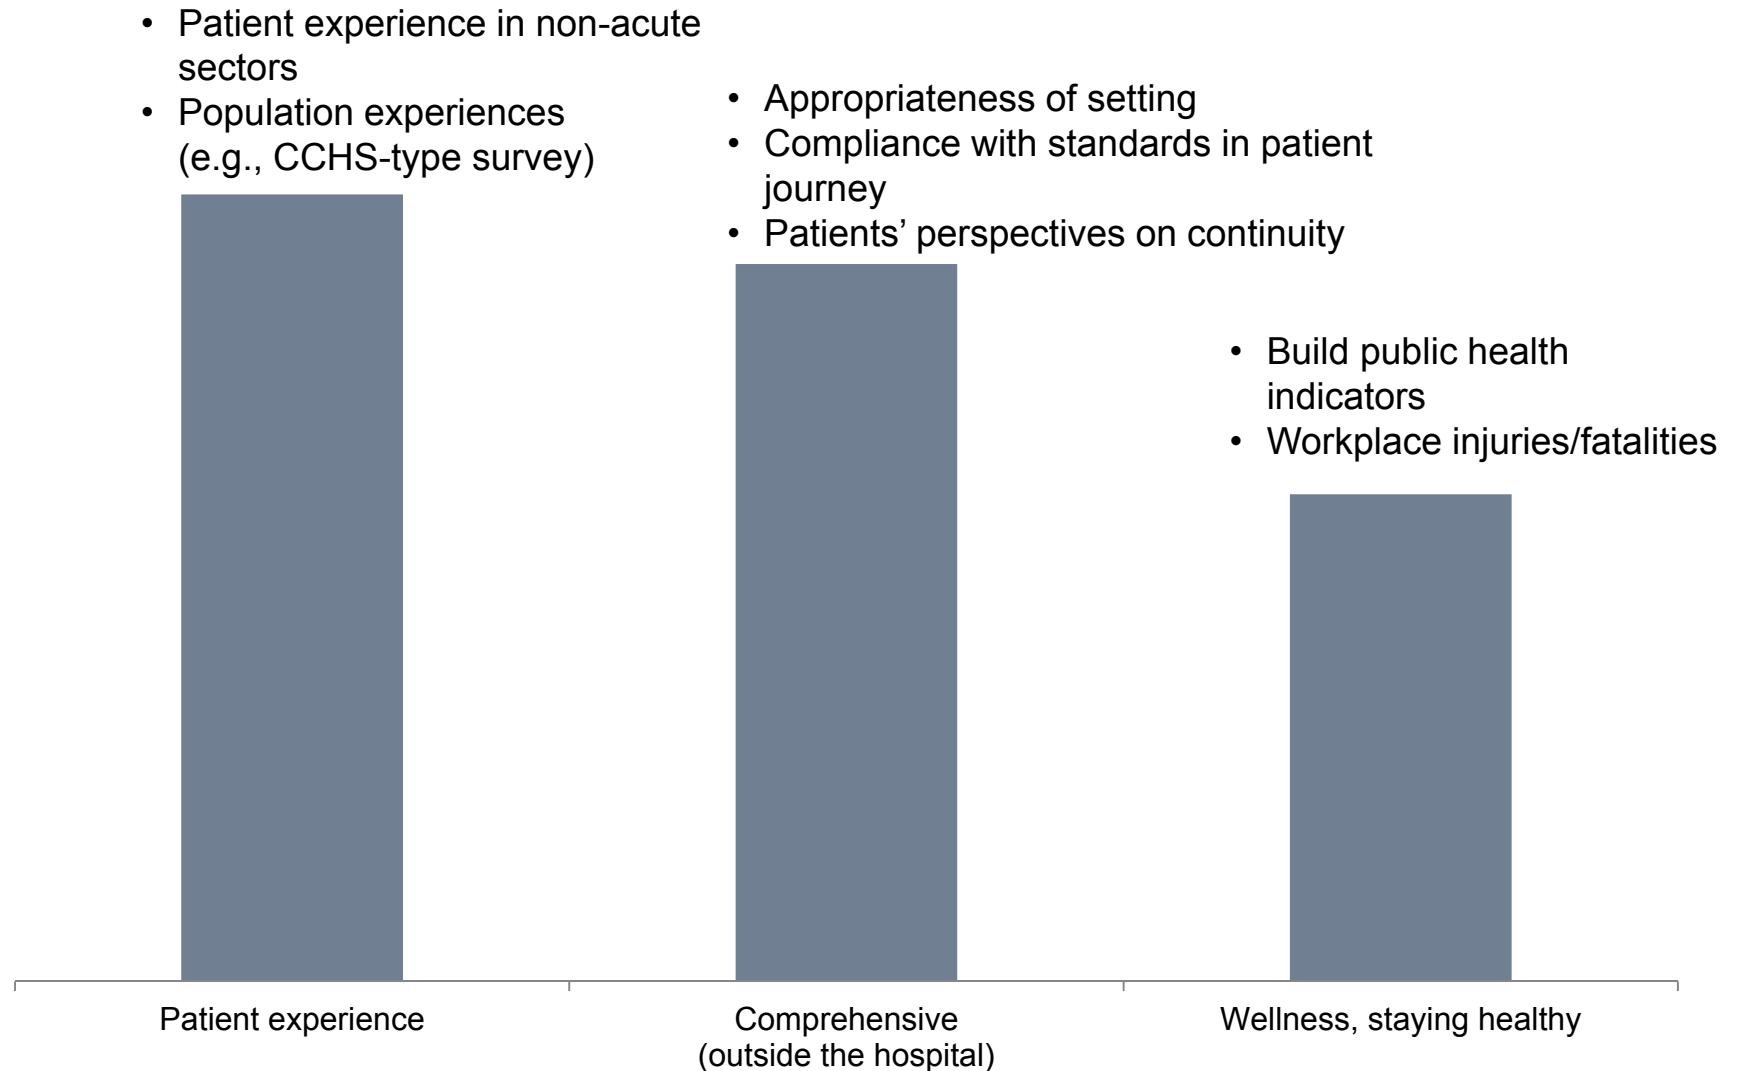 • Patient experience in non-acute
sectors
• Population experiences
(e.g., CCHS-type survey)
• Appropriateness of setting
• Compliance with standards in patient
journey
• Patients’ perspectives on continuity
• Build public health
indicators
• Workplace injuries/fatalities
Patient experience
Comprehensive
(outside the hospital)
Wellness, staying healthy